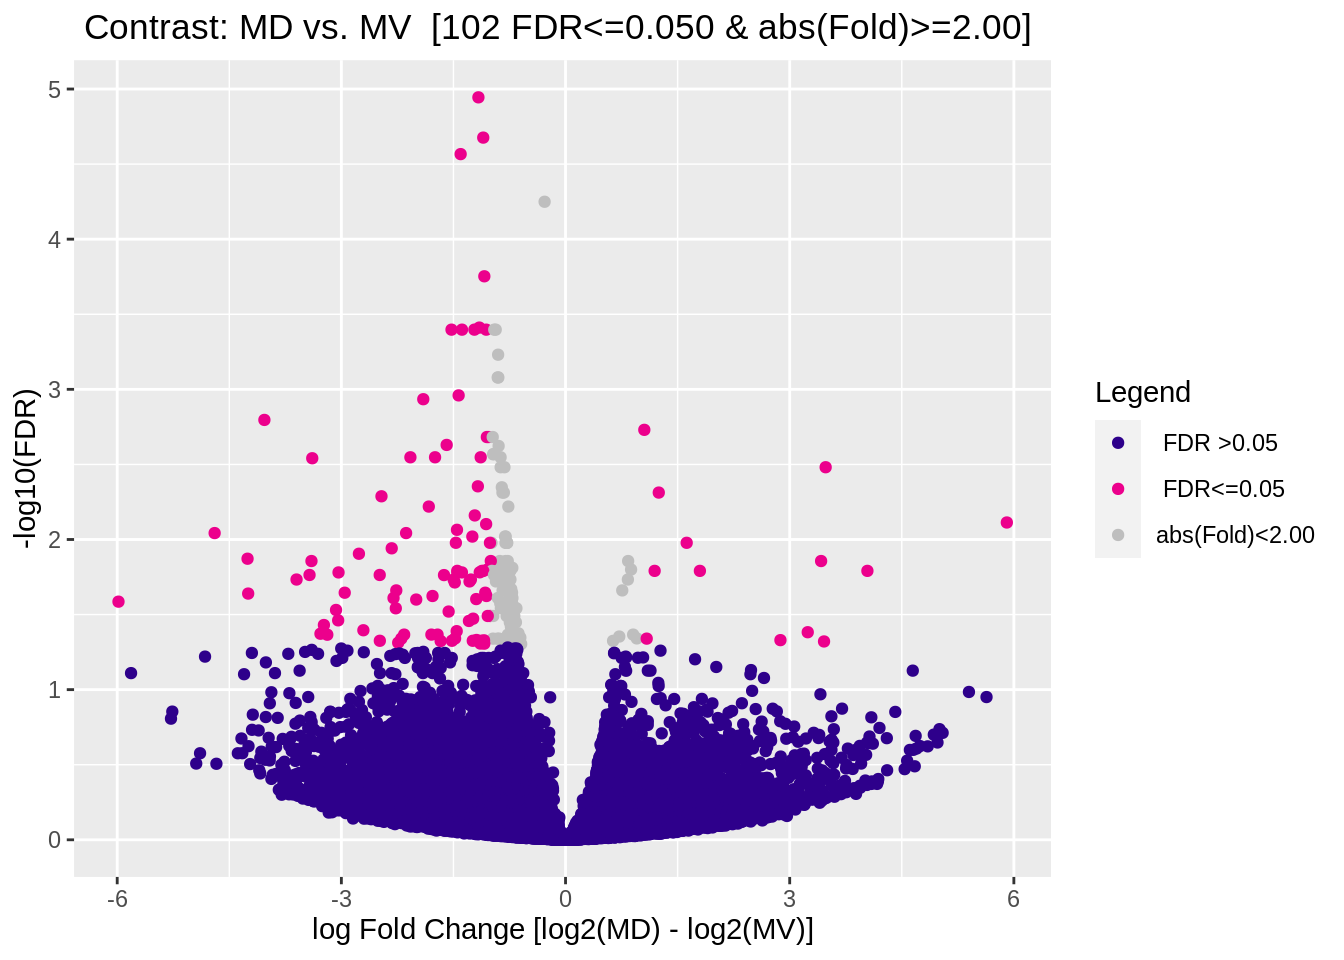 Contrast: MD vs. MV  [102 FDR<=0.050 & abs(Fold)>=2.00]
5
4
3
2
1
0
-log10(FDR)
-6 -3 0 3 6
log Fold Change [log2(MD) - log2(MV)]
Legend
FDR >0.05
FDR<=0.05
abs(Fold)<2.00